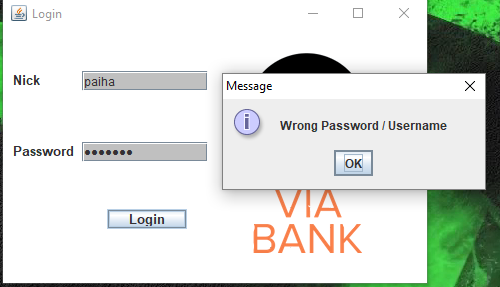 Login
Nick
paiha
Password
•••••••
Login
Message
Wrong Password / Username
OK
VIA
BANK